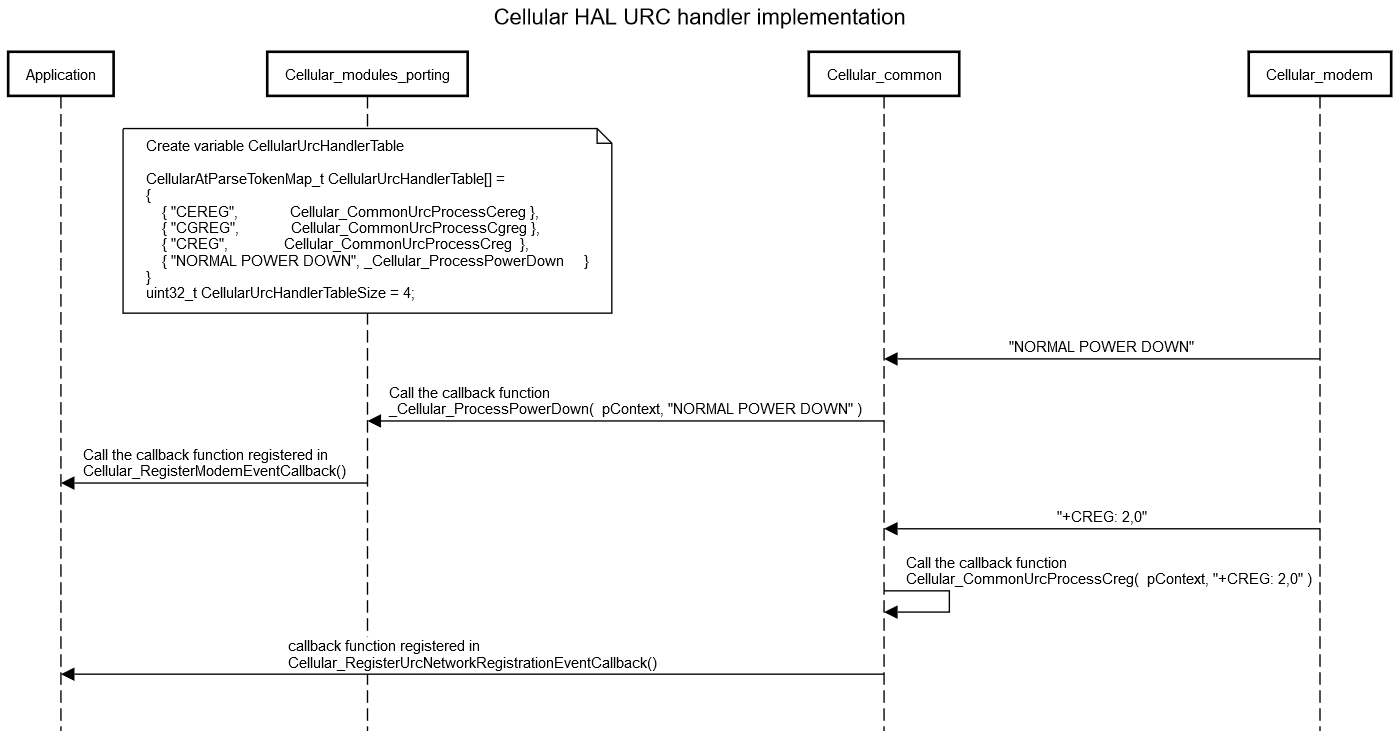 Cellular HAL URC handler implementation
Application
Cellular_modules_porting
Cellular_common
Cellular_modem
Create variable CellularUrcHandlerTable
CellularAtParseTokenMap_t CellularUrcHandlerTable[] =
{
{ "CEREG", Cellular_CommonUrcProcessCereg },
{ "CGREG", Cellular_CommonUrcProcessCgreg },
{ "CREG", Cellular_CommonUrcProcessCreg },
{ "NORMAL POWER DOWN", _Cellular_ProcessPowerDown }
}
uint32_t CellularUrcHandlerTableSize = 4;
"NORMAL POWER DOWN"
Call the callback function
_Cellular_ProcessPowerDown( pContext, "NORMAL POWER DOWN" )
Call the callback function registered in
Cellular_RegisterModemEventCallback()
"+CREG: 2,0"
Call the callback function
Cellular_CommonUrcProcessCreg( pContext, "+CREG: 2,0" )
callback function registered in
Cellular_RegisterUrcNetworkRegistrationEventCallback()